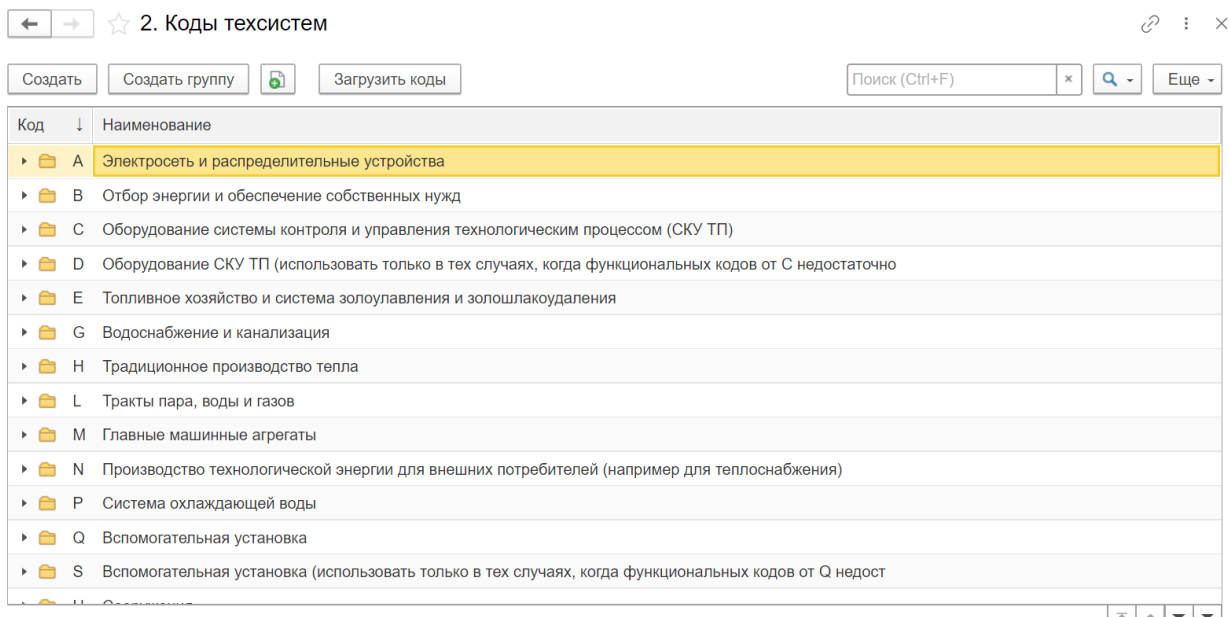 2. Коды техсистем
Создать Создать группу Загрузить коды Поиск (Ctrl+F) × Еще
Код ↓ Наименование
A Электросеть и распределительные устройства
B Отбор энергии и обеспечение собственных нужд
C Оборудование системы контроля и управления технологическим процессом (СКУ ТП)
D Оборудование СКУ ТП (использовать только в тех случаях, когда функциональных кодов от С недостаточно
E Топливное хозяйство и система золоулавления и золошлакоудаления
G Водоснабжение и канализация
H Традиционное производство тепла
L Тракты пара, воды и газов
M Главные машинные агрегаты
N Производство технологической энергии для внешних потребителей (например для теплоснабжения)
P Система охлаждающей воды
Q Вспомогательная установка
S Вспомогательная установка (использовать только в тех случаях, когда функциональных кодов от Q недост